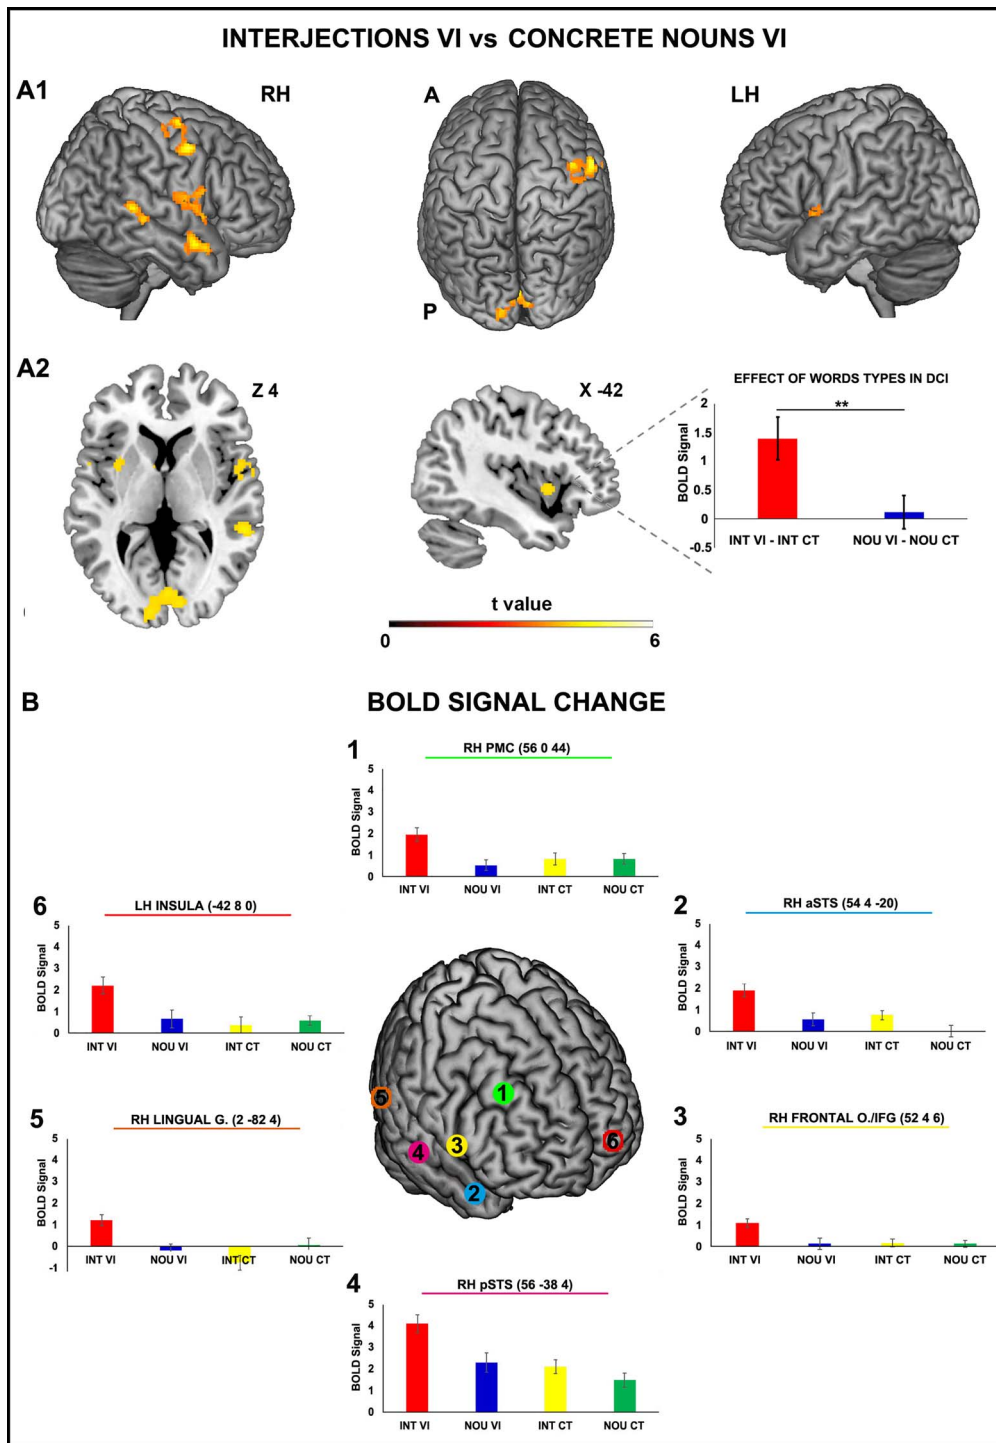 INTERJECTIONS VI vs CONCRETE NOUNS VI
A1
RH
A
LH
P
A2
Z 4
X -42
EFFECT OF WORDS TYPES IN DCI
**
BOLD Signal
2
1.5
1
0.5
0
-0.5
INT VI - INT CT
NOU VI - NOU CT
t value
0
6
B
BOLD SIGNAL CHANGE
1
RH PMC (56 0 44)
BOLD Signal
5
4
3
2
1
0
INT VI
NOU VI
INT CT
NOU CT
6
LH INSULA (-42 8 0)
BOLD Signal
5
4
3
2
1
0
INT VI
NOU VI
INT CT
NOU CT
2
RH aSTS (54 4 -20)
BOLD Signal
5
4
3
2
1
0
INT VI
NOU VI
INT CT
NOU CT
1
5
3
4
6
2
5
RH LINGUAL G. (2 -82 4)
BOLD Signal
5
4
3
2
1
0
-1
INT VI
NOU VI
INT CT
NOU CT
3
RH FRONTAL O./IFG (52 4 6)
BOLD Signal
5
4
3
2
1
0
INT VI
NOU VI
INT CT
NOU CT
4
RH pSTS (56 -38 4)
BOLD Signal
5
4
3
2
1
0
INT VI
NOU VI
INT CT
NOU CT